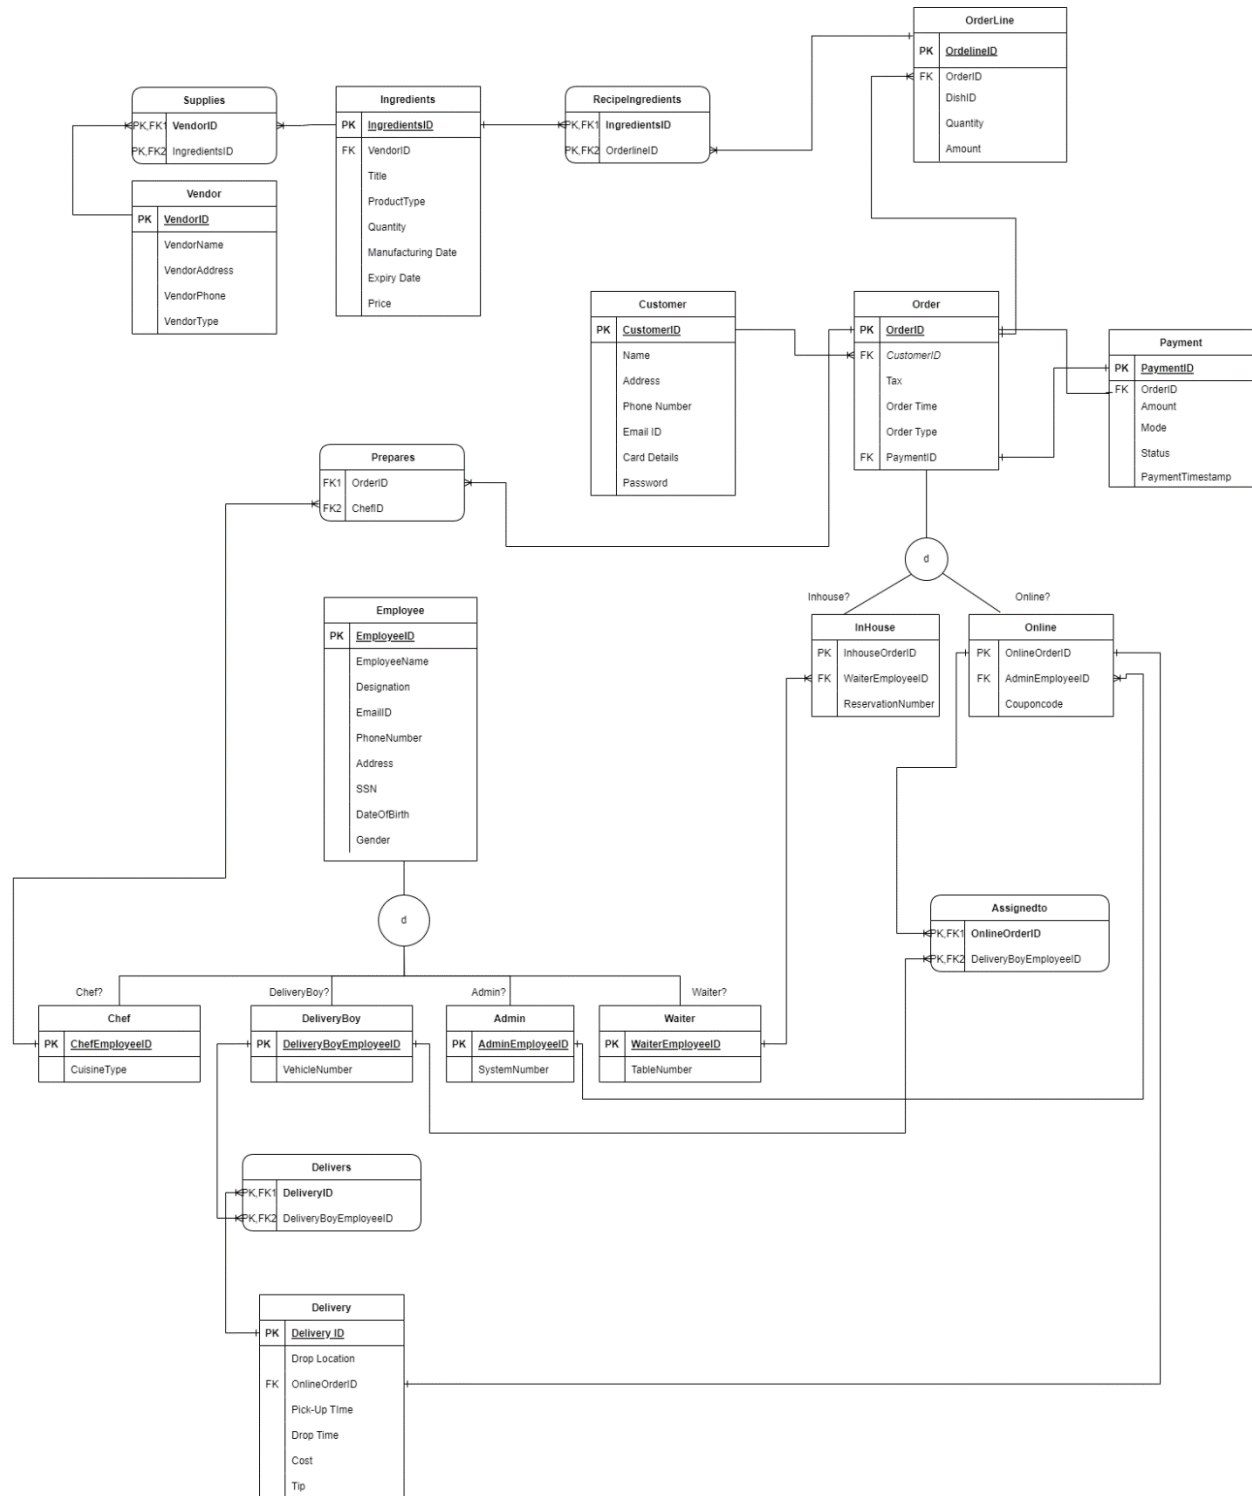 OrderLine
PK OrdelineID
FK OrderID
DishID
Quantity
Amount
Supplies
PK,FK1 VendorID
PK,FK2 IngredientsID
Ingredients
PK IngredientsID
FK VendorID
Title
ProductType
Quantity
Manufacturing Date
Expiry Date
Price
RecipeIngredients
PK,FK1 IngredientsID
PK,FK2 OrderlineID
Vendor
PK VendorID
VendorName
VendorAddress
VendorPhone
VendorType
Customer
PK CustomerID
Name
Address
Phone Number
Email ID
Card Details
Password
Order
PK OrderID
FK CustomerID
Tax
Order Time
Order Type
FK PaymentID
Payment
PK PaymentID
FK OrderID
Amount
Mode
Status
PaymentTimestamp
Prepares
FK1 OrderID
FK2 ChefID
d
Inhouse?
Online?
Employee
PK EmployeeID
EmployeeName
Designation
EmailID
PhoneNumber
Address
SSN
DateOfBirth
Gender
InHouse
PK InhouseOrderID
FK WaiterEmployeeID
ReservationNumber
Online
PK OnlineOrderID
FK AdminEmployeeID
Couponcode
d
Assignedto
PK,FK1 OnlineOrderID
PK,FK2 DeliveryBoyEmployeeID
Chef?
DeliveryBoy?
Admin?
Waiter?
Chef
PK ChefEmployeeID
CuisineType
DeliveryBoy
PK DeliveryBoyEmployeeID
VehicleNumber
Admin
PK AdminEmployeeID
SystemNumber
Waiter
PK WaiterEmployeeID
TableNumber
Delivers
PK,FK1 DeliveryID
PK,FK2 DeliveryBoyEmployeeID
Delivery
PK Delivery ID
Drop Location
FK OnlineOrderID
Pick-Up TIme
Drop Time
Cost
Tip